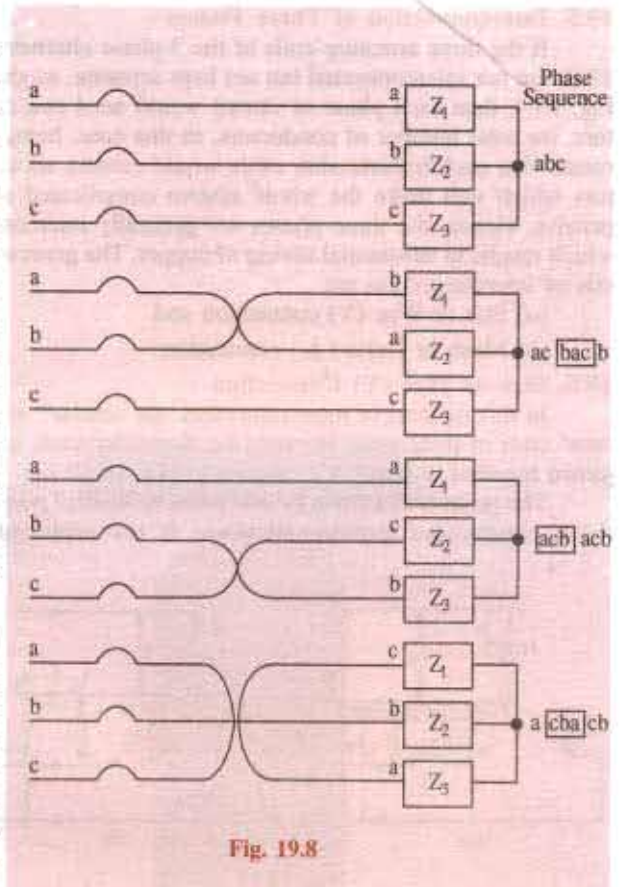 Phase
Sequence
a a Z₁
b b Z₂ abc
c c Z₃
a b Z₁
b a Z₂ ac bac b
c c Z₃
a a Z₁
b c Z₂ acb acb
c b Z₃
a c Z₁
b b Z₂ a cba cb
c a Z₃
Fig. 19.8